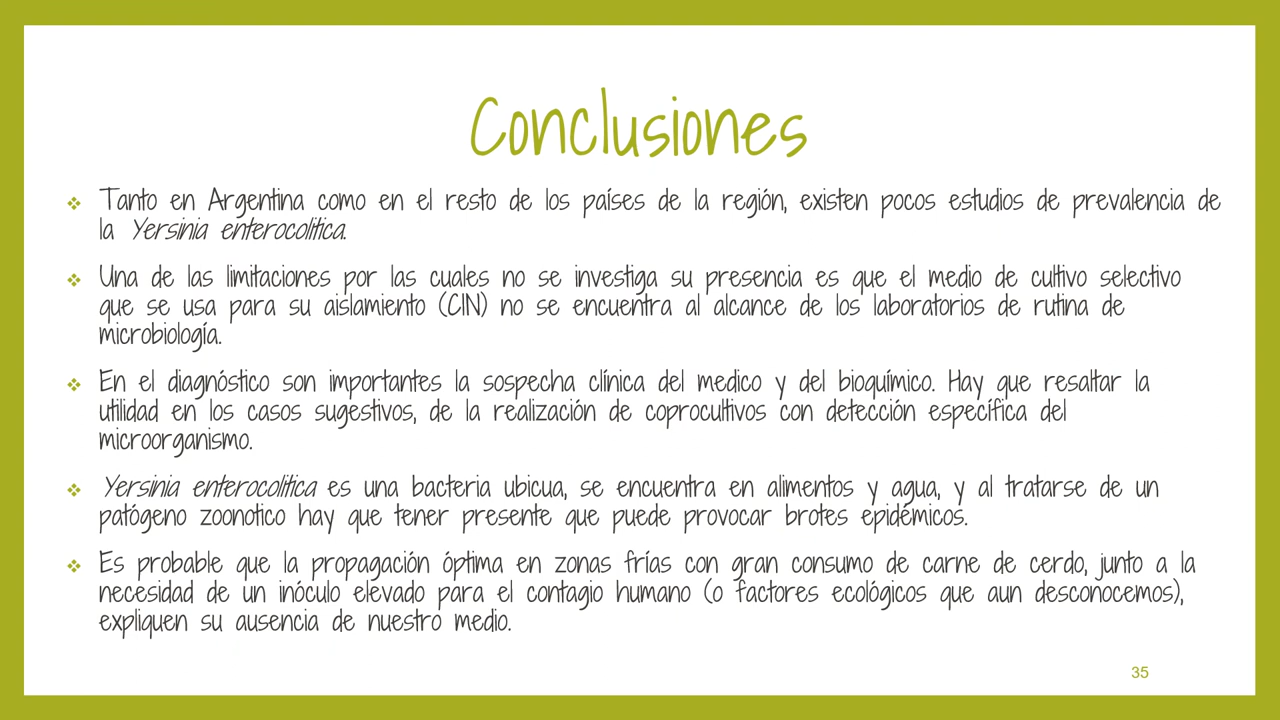 Conclusiones
❖ Tanto en Argentina como en el resto de los países de la región, existen pocos estudios de prevalencia de
la Yersinia enterocolitica.
❖ Una de las limitaciones por las cuales no se investiga su presencia es que el medio de cultivo selectivo
que se usa para su aislamiento (CIN) no se encuentra al alcance de los laboratorios de rutina de
microbiología.
❖ En el diagnóstico son importantes la sospecha clínica del medico y del bioquímico. Hay que resaltar la
utilidad en los casos sugestivos, de la realización de coprocultivos con detección específica del
microorganismo.
❖ Yersinia enterocolitica es una bacteria ubicua, se encuentra en alimentos y agua, y al tratarse de un
patógeno zoonotico hay que tener presente que puede provocar brotes epidémicos.
❖ Es probable que la propagación óptima en zonas frías con gran consumo de carne de cerdo, junto a la
necesidad de un inóculo elevado para el contagio humano (o factores ecológicos que aun desconocemos),
expliquen su ausencia de nuestro medio.
35